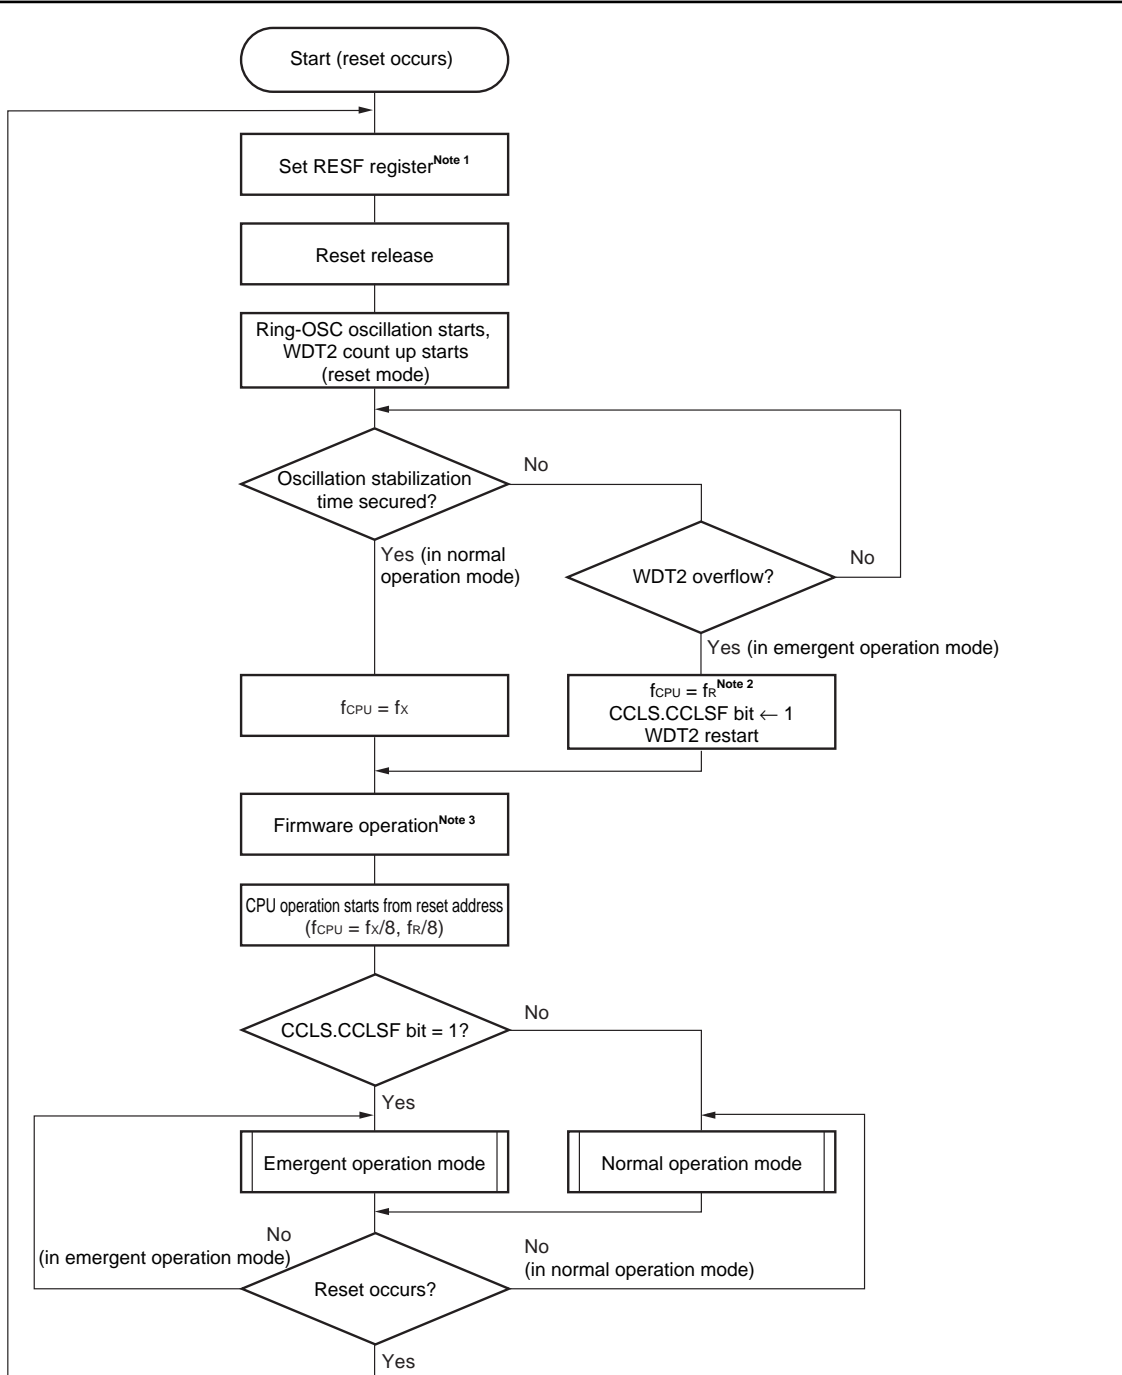 Start (reset occurs)
Set RESF register Note 1
Reset release
Ring-OSC oscillation starts,
WDT2 count up starts
(reset mode)
Oscillation stabilization
time secured?
No
Yes (in normal
operation mode)
WDT2 overflow?
No
Yes (in emergent operation mode)
fCPU = fX
fCPU = fR Note 2
CCLS.CCLSF bit ← 1
WDT2 restart
Firmware operation Note 3
CPU operation starts from reset address
(fCPU = fX/8, fR/8)
CCLS.CCLSF bit = 1?
No
Yes
Emergent operation mode
Normal operation mode
No
(in emergent operation mode)
No
(in normal operation mode)
Reset occurs?
Yes